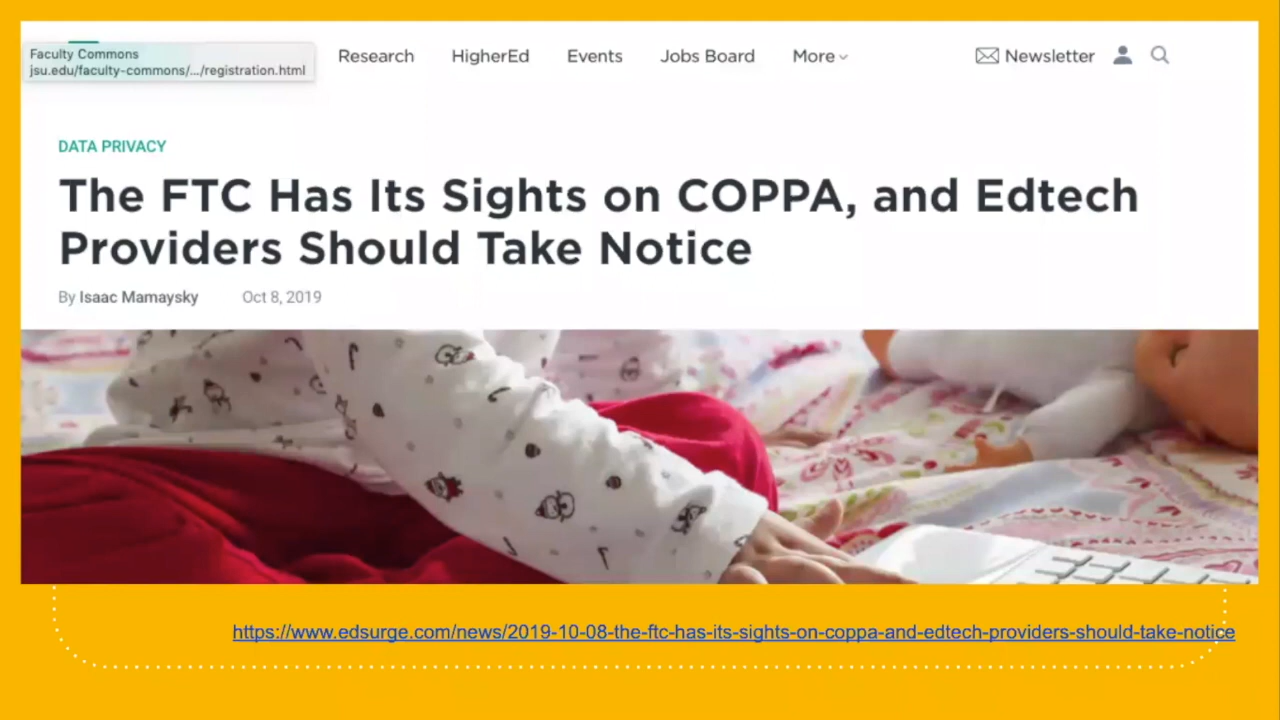 Faculty Commons
jsu.edu/faculty-commons/.../registration.html
Research HigherEd Events Jobs Board More Newsletter
DATA PRIVACY
The FTC Has Its Sights on COPPA, and Edtech
Providers Should Take Notice
By Isaac Mamaysky Oct 8, 2019
https://www.edsurge.com/news/2019-10-08-the-ftc-has-its-sights-on-coppa-and-edtech-providers-should-take-notice